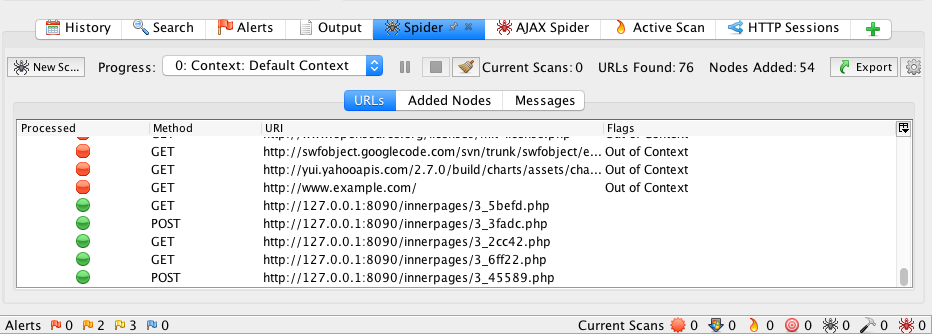 History Search Alerts Output Spider AJAX Spider Active Scan HTTP Sessions
New Sc... Progress: 0: Context: Default Context Current Scans: 0 URLs Found: 76 Nodes Added: 54 Export
URLs Added Nodes Messages
Processed Method URI Flags
GET Out of Context
GET http://swfobject.googlecode.com/svn/trunk/swfobject/e... Out of Context
GET http://yui.yahooapis.com/2.7.0/build/charts/assets/cha... Out of Context
GET http://www.example.com/ Out of Context
GET http://127.0.0.1:8090/innerpages/3_5befd.php
POST http://127.0.0.1:8090/innerpages/3_3fadc.php
GET http://127.0.0.1:8090/innerpages/3_2cc42.php
GET http://127.0.0.1:8090/innerpages/3_6ff22.php
POST http://127.0.0.1:8090/innerpages/3_45589.php
Alerts 0 2 3 0 Current Scans 0 0 0 0 0 0 0